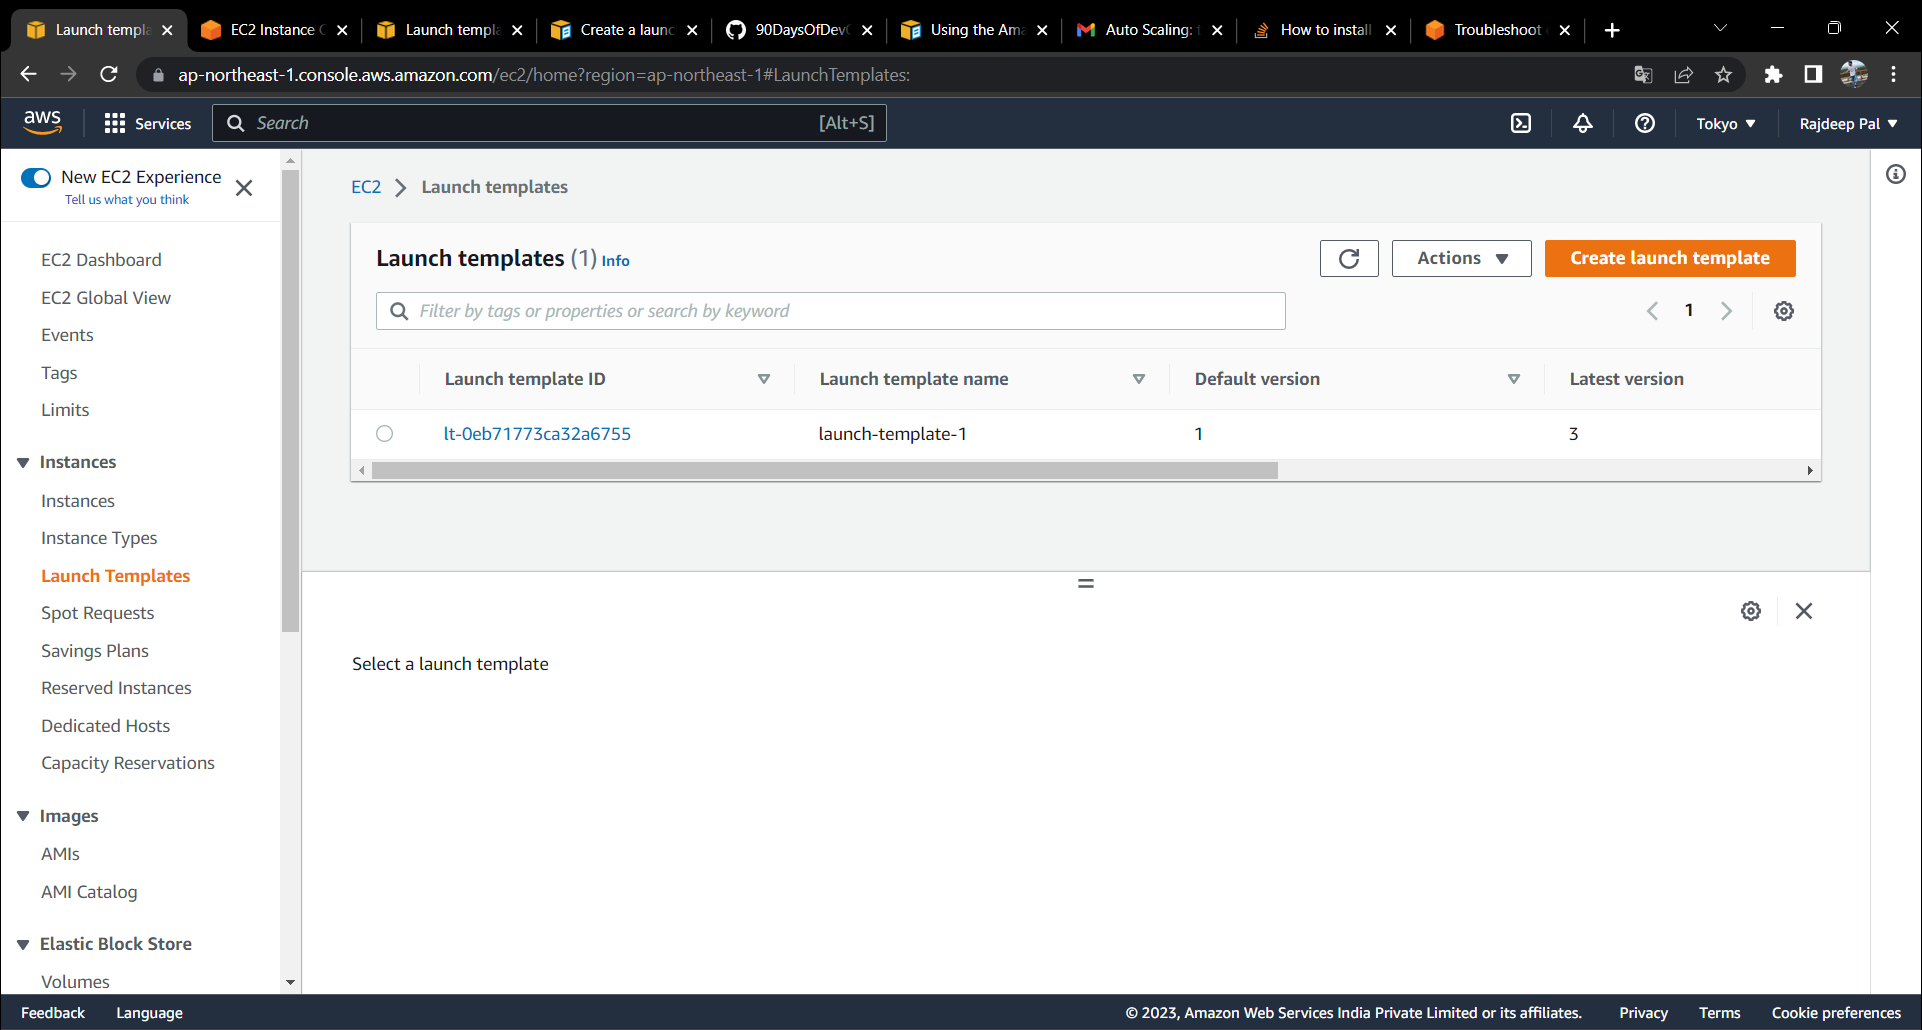 Launch templa
EC2 Instance
Launch templa
Create a launc
90DaysOfDev
Using the Ama
Auto Scaling:
How to install
Troubleshoot
ap-northeast-1.console.aws.amazon.com/ec2/home?region=ap-northeast-1#LaunchTemplates:
aws
Services
Search
[Alt+S]
Tokyo
Rajdeep Pal
New EC2 Experience
Tell us what you think
EC2 Dashboard
EC2 Global View
Events
Tags
Limits
Instances
Instances
Instance Types
Launch Templates
Spot Requests
Savings Plans
Reserved Instances
Dedicated Hosts
Capacity Reservations
Images
AMIs
AMI Catalog
Elastic Block Store
Volumes
EC2 > Launch templates
Launch templates (1) Info
Actions
Create launch template
Filter by tags or properties or search by keyword
1
Launch template ID
Launch template name
Default version
Latest version
lt-0eb71773ca32a6755
launch-template-1
1
3
Select a launch template
Feedback
Language
© 2023, Amazon Web Services India Private Limited or its affiliates.
Privacy
Terms
Cookie preferences